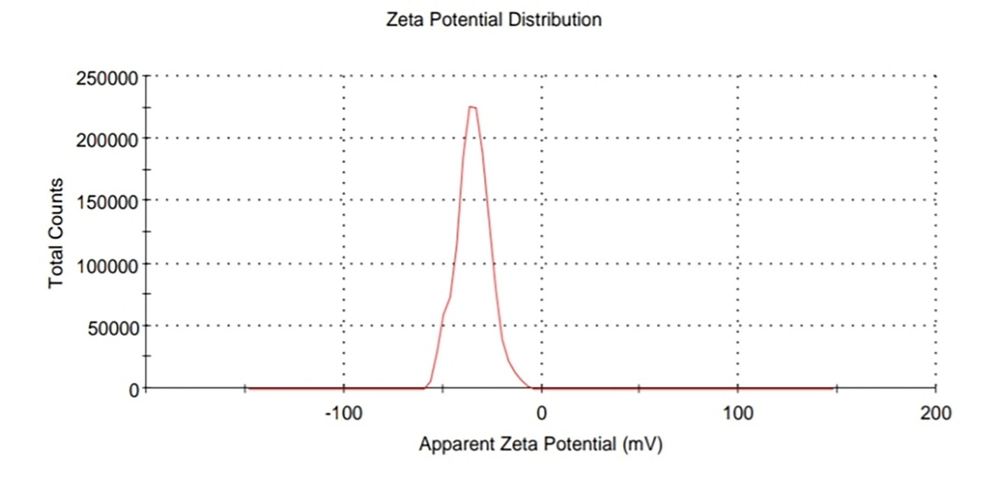 Zeta Potential Distribution
250000
200000
150000
100000
50000
0
Total Counts
-100 0 100 200
Apparent Zeta Potential (mV)